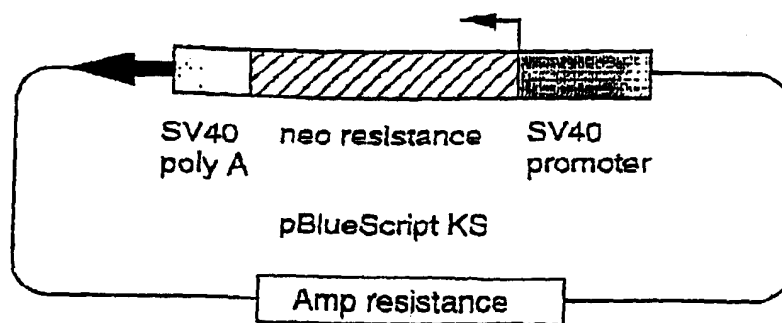 SV40
poly A
neo resistance
SV40
promoter
pBlueScript KS
Amp resistance